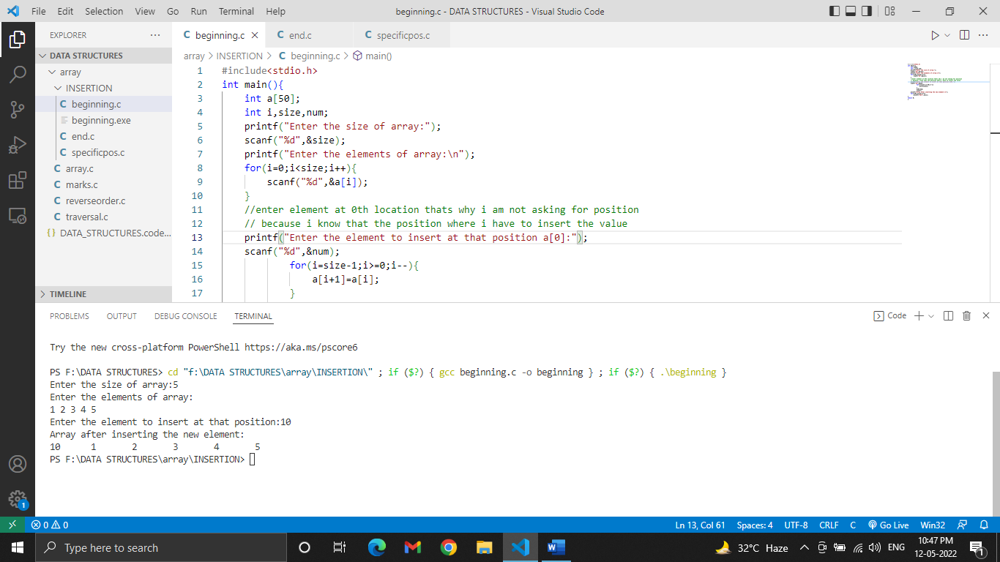 File Edit Selection View Go Run Terminal Help beginning.c - DATA STRUCTURES - Visual Studio Code
EXPLORER
DATA STRUCTURES
array
INSERTION
beginning.c
beginning.exe
end.c
specificpos.c
array.c
marks.c
reverseorder.c
traversal.c
DATA_STRUCTURES.code...
TIMELINE
beginning.c end.c specificpos.c
array > INSERTION > beginning.c > main()
1 #include<stdio.h>
2 int main(){
3 int a[50];
4 int i,size,num;
5 printf("Enter the size of array:");
6 scanf("%d",&size);
7 printf("Enter the elements of array:\n");
8 for(i=0;i<size;i++){
9 scanf("%d",&a[i]);
10 }
11 //enter element at 0th location thats why i am not asking for position
12 // because i know that the position where i have to insert the value
13 printf("Enter the element to insert at that position a[0]:");
14 scanf("%d",&num);
15 for(i=size-1;i>=0;i--){
16 a[i+1]=a[i];
17 }
PROBLEMS OUTPUT DEBUG CONSOLE TERMINAL Code
Try the new cross-platform PowerShell https://aka.ms/pscore6
PS F:\DATA STRUCTURES> cd "f:\DATA STRUCTURES\array\INSERTION\" ; if ($?) { gcc beginning.c -o beginning } ; if ($?) { .\beginning }
Enter the size of array:5
Enter the elements of array:
1 2 3 4 5
Enter the element to insert at that position:10
Array after inserting the new element:
10 1 2 3 4 5
PS F:\DATA STRUCTURES\array\INSERTION>
1
0 0 Ln 13, Col 61 Spaces: 4 UTF-8 CRLF C Go Live Win32
Type here to search 32°C Haze ENG 10:47 PM
12-05-2022 1